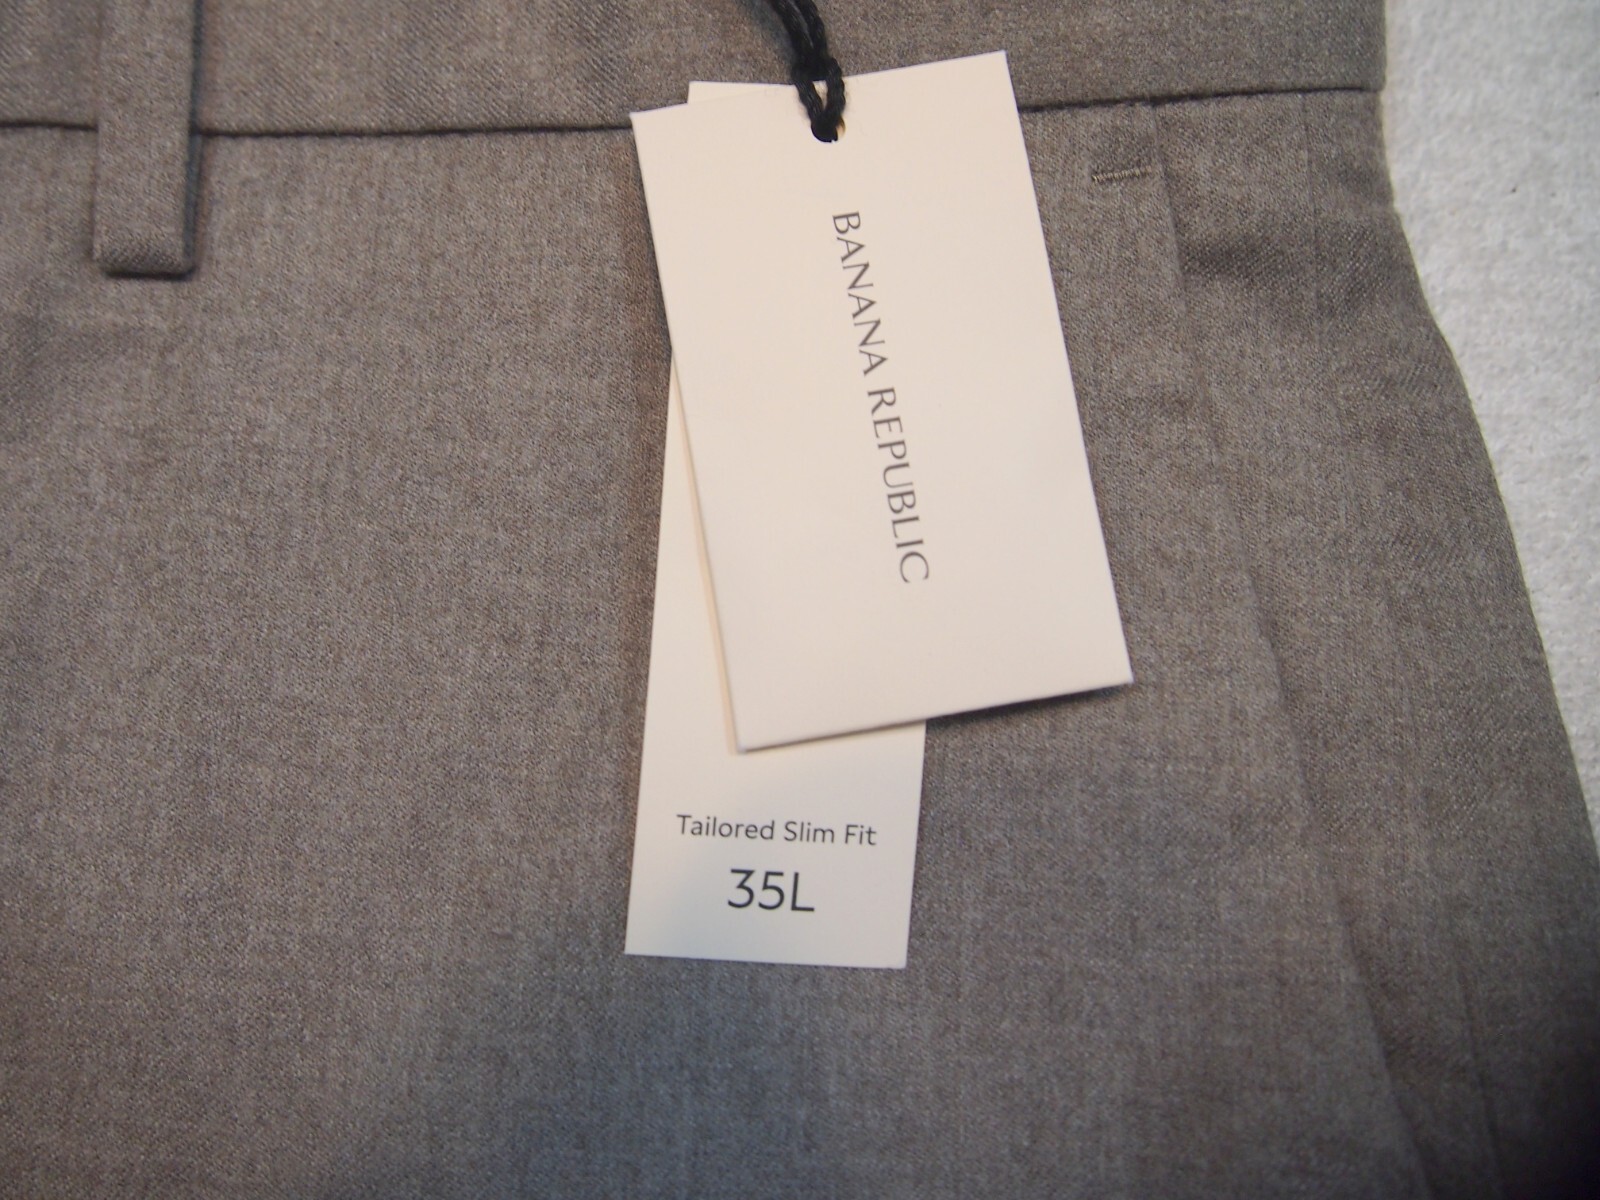 BANANA REPUBLIC
Tailored Slim Fit
35L